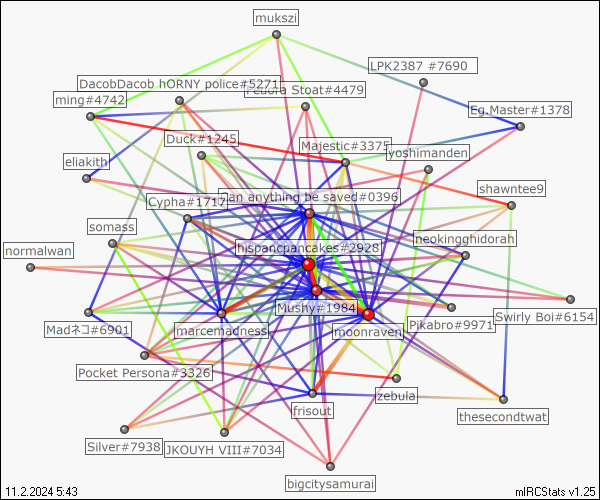 mukszi
LPK2387 #7690
DacobDacob hORNY police#5271
Stoat#4479
ming#4742
Eg.Master#1378
Duck#1245
Majestic#3375
yoshimanden
eliakith
shawntee9
Cypha#1717
an anything be saved#0396
somass
neokingghidorah
normalwan
hispanicpancakes#2928
Mushy#1984
Swirly Boi#6154
Madネコ#6901
marcemadness
moonraven
Pikabro#9971
Pocket Persona#3326
zebula
frisout
thesecondtwat
Silver#7938
JKOUYH VIII#7034
bigcitysamurai
11.2.2024 5:43
mIRCStats v1.25